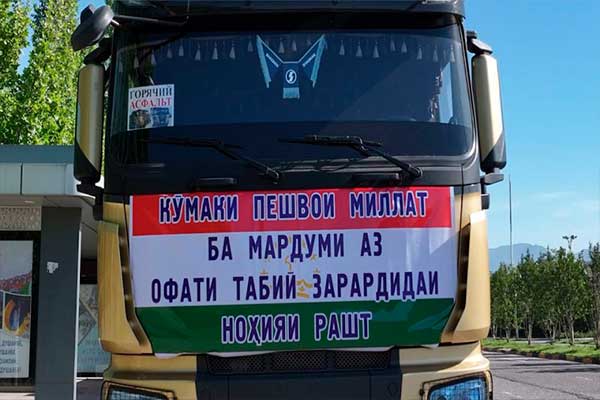 ГОРЯЧИЙ
АСФАЛЬТ
КӮМАКИ ПЕШВОИ МИЛЛАТ
БА МАРДУМИ АЗ
ОФАТИ ТАБИӢ ЗАРАРДИДАИ
НОҲИЯИ РАШТ